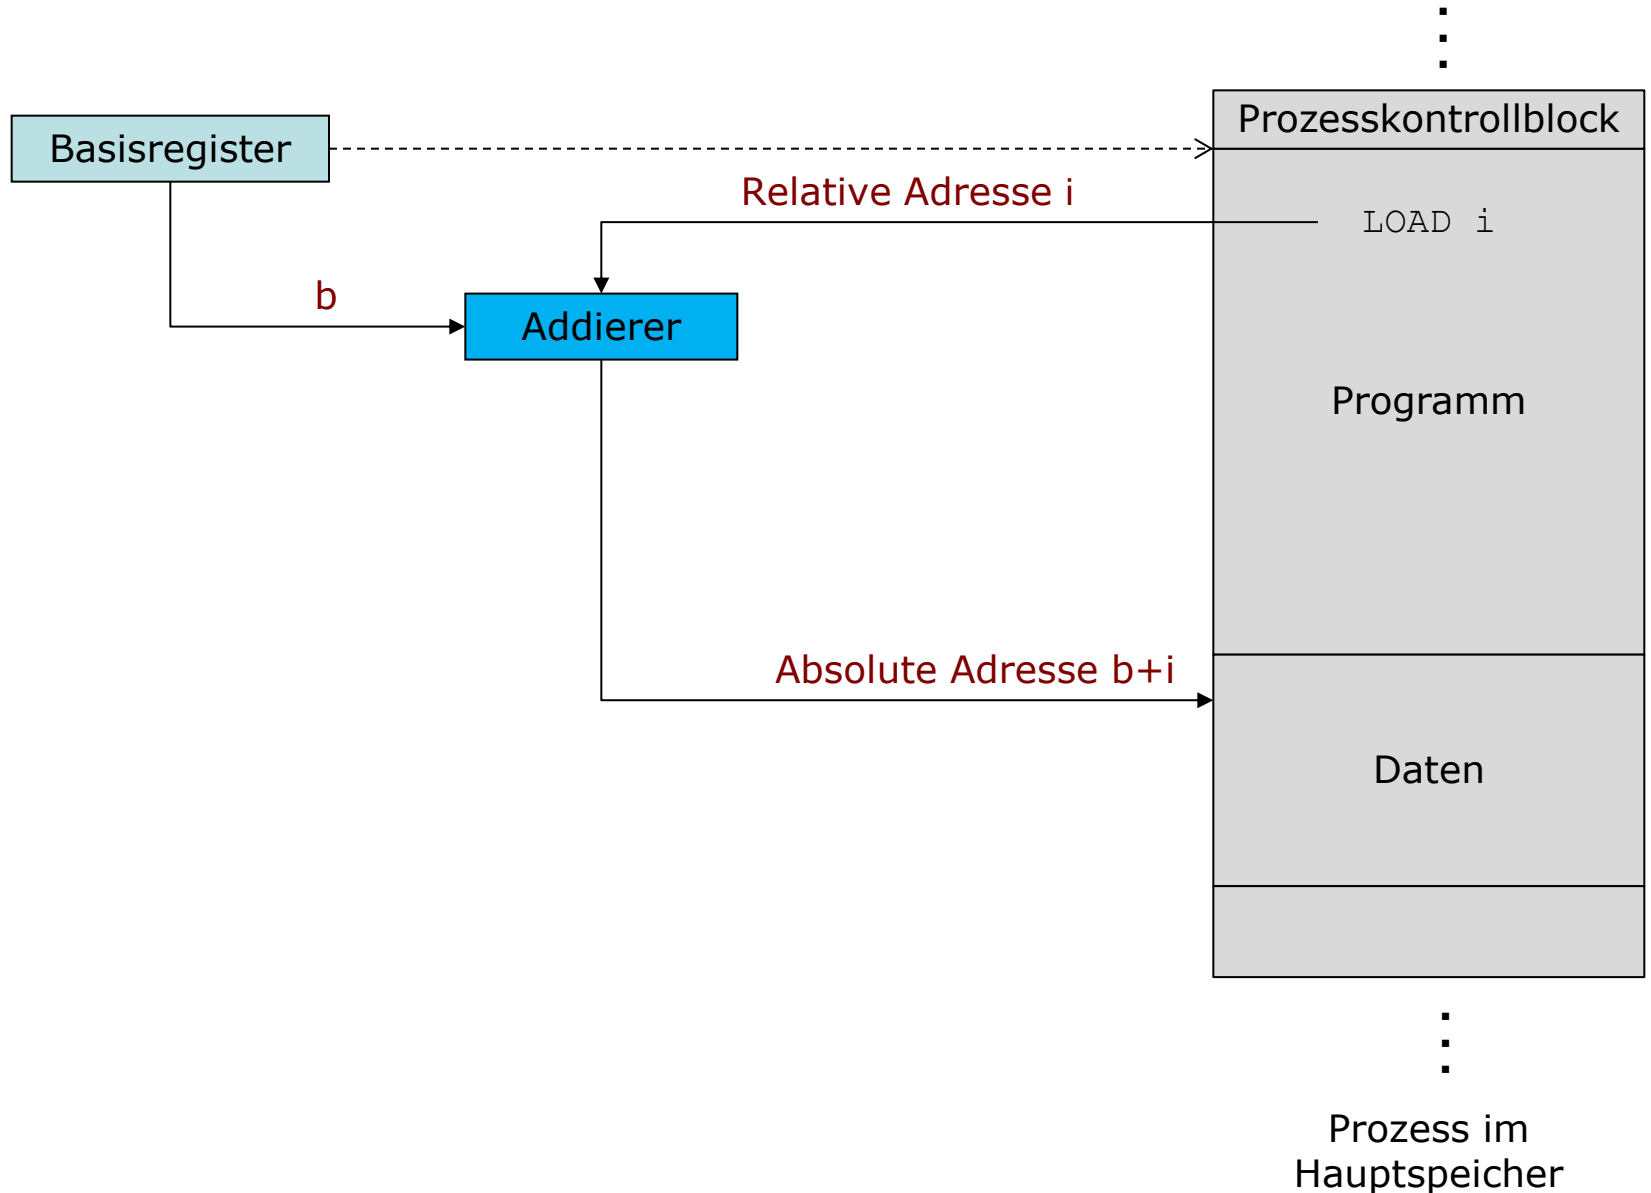 Prozesskontrollblock
Basisregister
Relative Adresse i
LOAD i
b
Addierer
Programm
Absolute Adresse b+i
Daten
Prozess im
Hauptspeicher